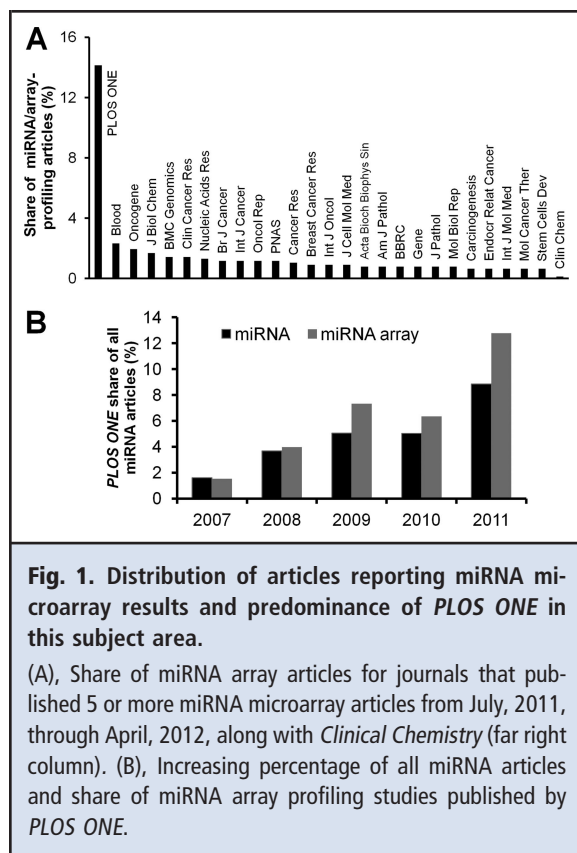 A
Share of miRNA/array-
profiling articles (%)
16
12
8
4
0
PLOS ONE
Blood
Oncogene
J Biol Chem
BMC Genomics
Clin Cancer Res
Nucleic Acids Res
Br J Cancer
Int J Cancer
Oncol Rep
PNAS
Cancer Res
Breast Cancer Res
Int J Oncol
J Cell Mol Med
Acta Bioch Biophys Sin
Am J Pathol
BBRC
Gene
J Pathol
Mol Biol Rep
Carcinogenesis
Endocr Relat Cancer
Int J Mol Med
Mol Cancer Ther
Stem Cells Dev
Clin Chem
B
PLOS ONE share of all
miRNA articles (%)
14
12
10
8
6
4
2
0
miRNA
miRNA array
2007
2008
2009
2010
2011
Fig. 1. Distribution of articles reporting miRNA mi-
croarray results and predominance of PLOS ONE in
this subject area.
(A), Share of miRNA array articles for journals that pub-
lished 5 or more miRNA microarray articles from July, 2011,
through April, 2012, along with Clinical Chemistry (far right
column). (B), Increasing percentage of all miRNA articles
and share of miRNA array profiling studies published by
PLOS ONE.